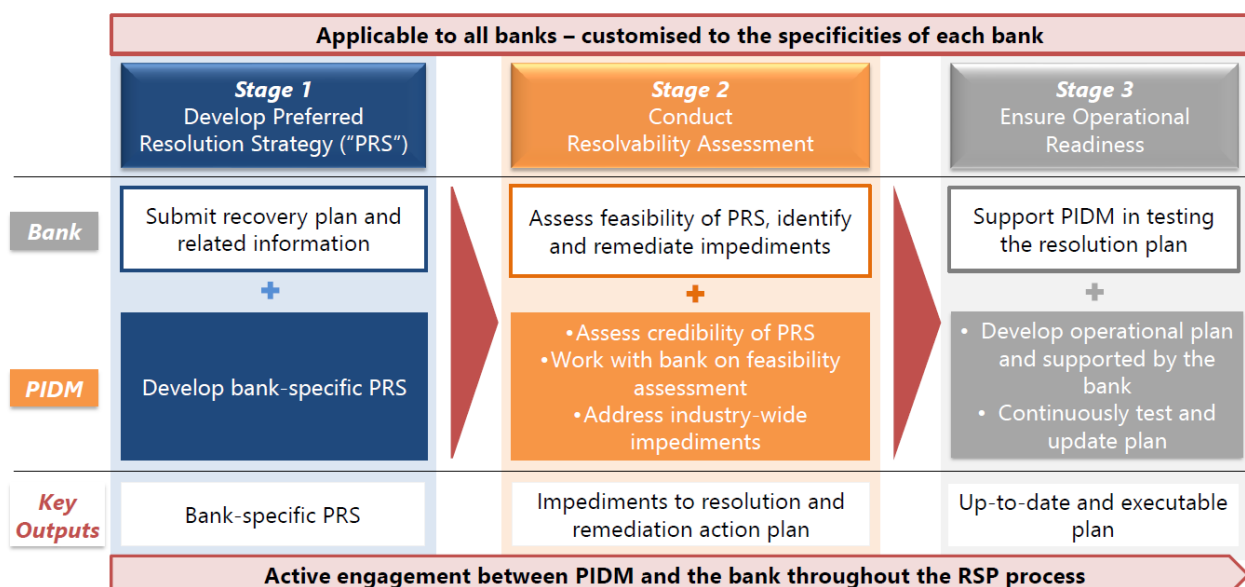 Applicable to all banks – customised to the specificities of each bank
Stage 1
Develop Preferred
Resolution Strategy ("PRS")
Stage 2
Conduct
Resolvability Assessment
Stage 3
Ensure Operational
Readiness
Bank
Submit recovery plan and
related information
+
Assess feasibility of PRS, identify
and remediate impediments
+
Support PIDM in testing
the resolution plan
+
PIDM
Develop bank-specific PRS
•Assess credibility of PRS
•Work with bank on feasibility
assessment
•Address industry-wide
impediments
• Develop operational plan
and supported by the
bank
• Continuously test and
update plan
Key
Outputs
Bank-specific PRS
Impediments to resolution and
remediation action plan
Up-to-date and executable
plan
Active engagement between PIDM and the bank throughout the RSP process